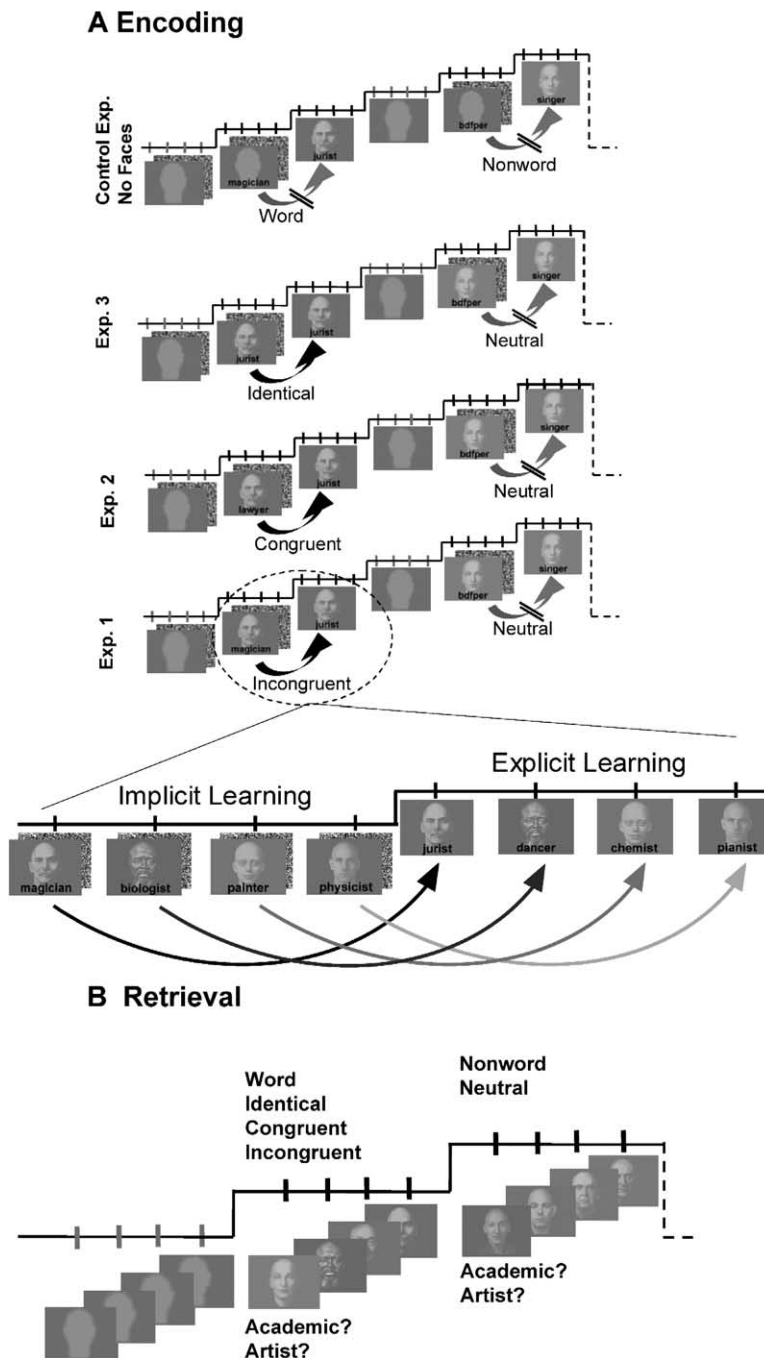 A Encoding
Control Exp.
No Faces
magician
jurist
bdfper
singer
Word
Nonword
Exp. 3
jurist
jurist
bdfper
singer
Identical
Neutral
Exp. 2
lawyer
jurist
bdfper
singer
Congruent
Neutral
Exp. 1
magician
jurist
bdfper
singer
Incongruent
Neutral
Implicit Learning
Explicit Learning
magician
biologist
painter
physicist
jurist
dancer
chemist
pianist
B Retrieval
Word
Identical
Congruent
Incongruent
Nonword
Neutral
Academic?
Artist?
Academic?
Artist?